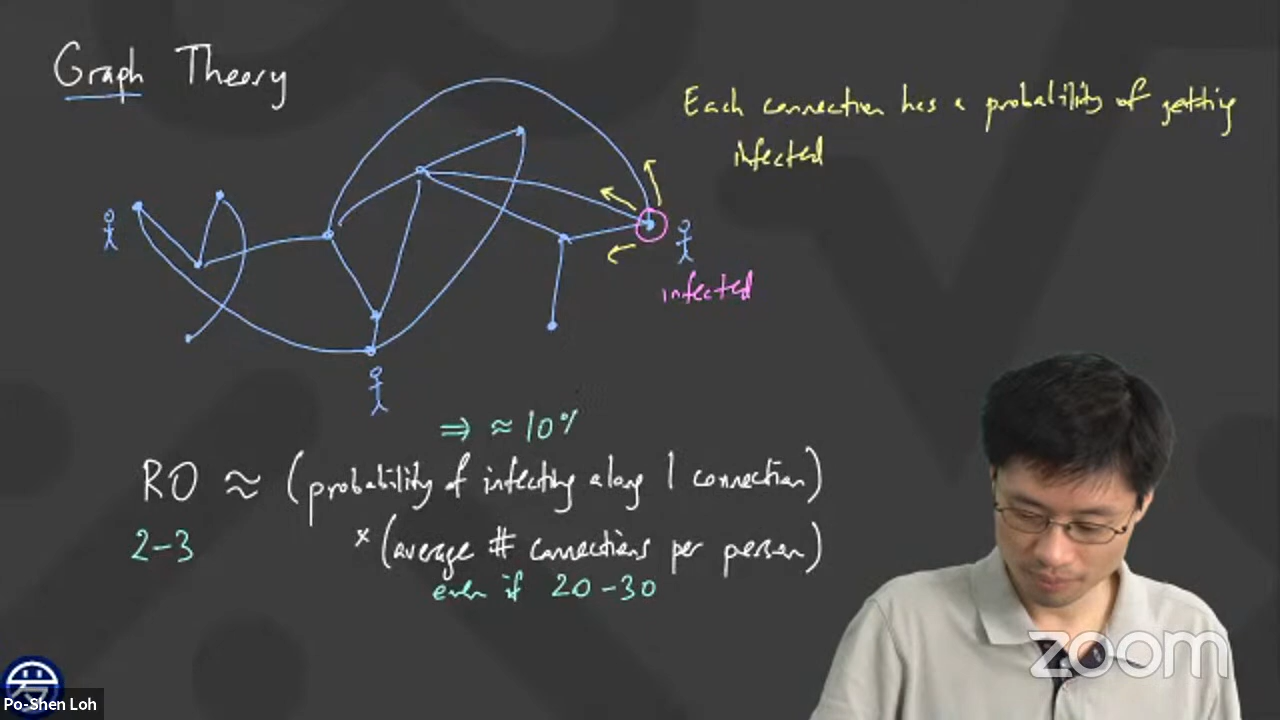 Graph Theory
Each connection has a probability of getting
infected
infected
⇒ ≈ 10%
R0 ≈ (probability of infecting along 1 connection)
2-3
* (average # connections per person)
even if 20-30
zoom
Po-Shen Loh